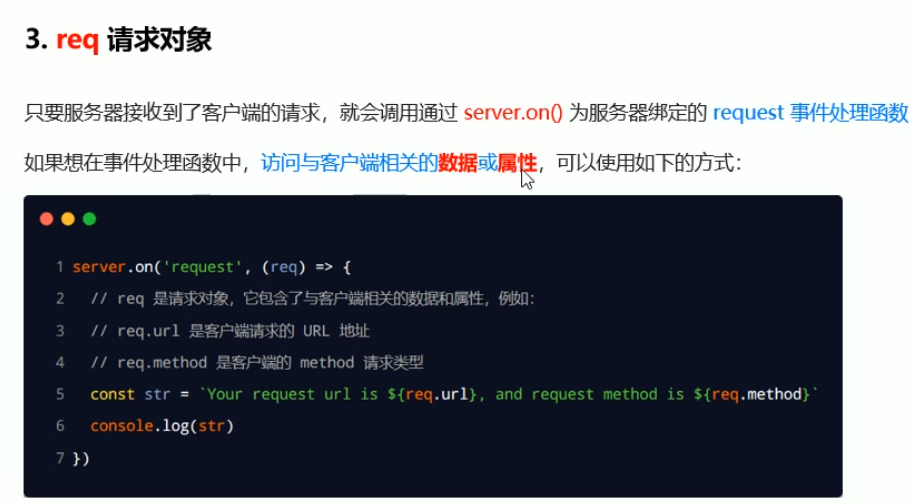 3. req 请求对象
只要服务器接收到了客户端的请求，就会调用通过 server.on() 为服务器绑定的 request 事件处理函数
如果想在事件处理函数中，访问与客户端相关的数据或属性，可以使用如下的方式：
1 server.on('request', (req) => {
2   // req 是请求对象，它包含了与客户端相关的数据和属性，例如：
3   // req.url 是客户端请求的 URL 地址
4   // req.method 是客户端的 method 请求类型
5   const str = `Your request url is ${req.url}, and request method is ${req.method}`
6   console.log(str)
7 })